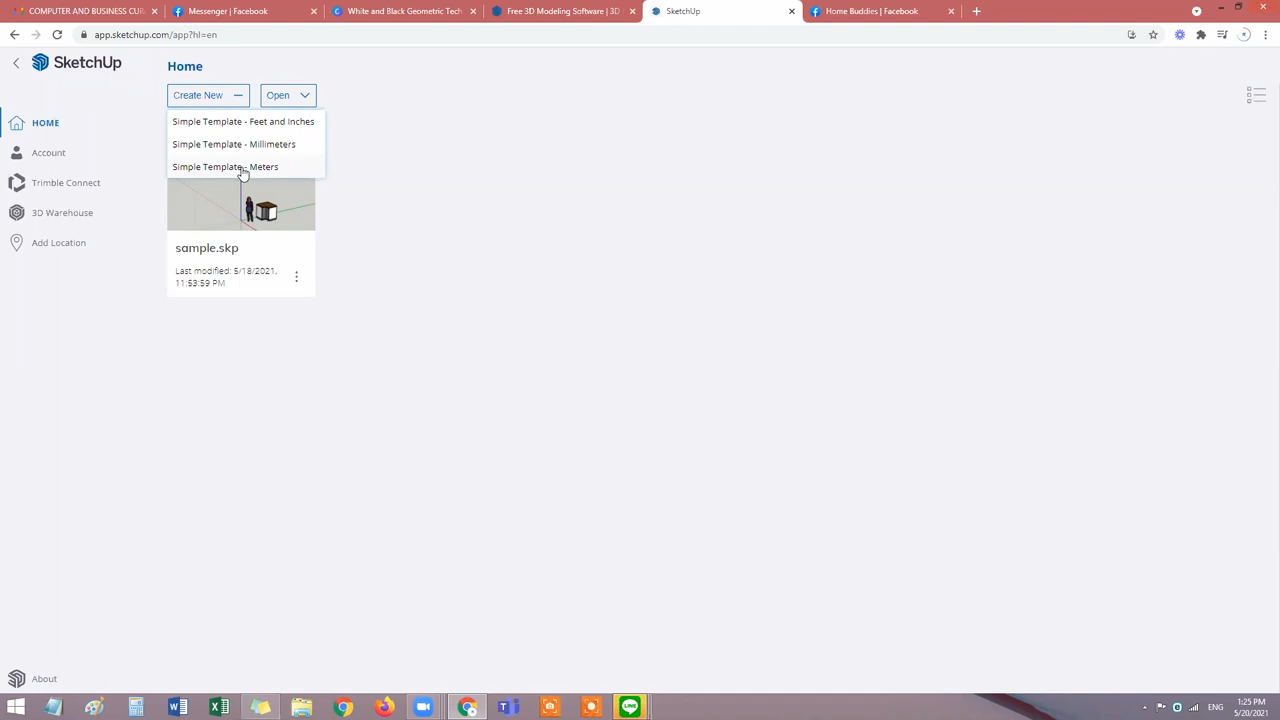 COMPUTER AND BUSINESS CUR
Messenger | Facebook
White and Black Geometric Tech
Free 3D Modeling Software | 3D
SketchUp
Home Buddies | Facebook
app.sketchup.com/app?hl=en
SketchUp
Home
Create New
Open
Simple Template - Feet and Inches
Simple Template - Millimeters
Simple Template - Meters
HOME
Account
Trimble Connect
3D Warehouse
Add Location
sample.skp
Last modified: 5/18/2021,
11:53:59 PM
About
LINE
ENG
1:25 PM
5/20/2021